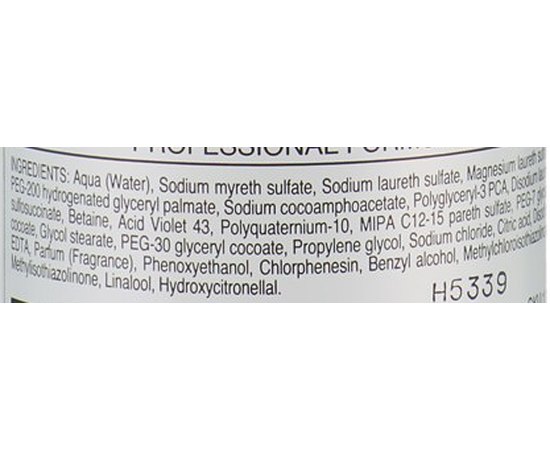 PROFESSIONAL
INGREDIENTS: Aqua (Water), Sodium myreth sulfate, Sodium laureth sulfate, Magnesium laureth
PEG-200 hydrogenated glyceryl palmate, Sodium cocoamphoacetate, Polyglyceryl-3 PCA, Disodium
sulfosuccinate, Betaine, Acid Violet 43, Polyquaternium-10, MIPA C12-15 pareth sulfate, PEG-7
cocoate, Glycol stearate, PEG-30 glyceryl cocoate, Propylene glycol, Sodium chloride, Citric acid,
EDTA, Parfum (Fragrance), Phenoxyethanol, Chlorphenesin, Benzyl alcohol,
Methylisothiazolinone, Linalool, Hydroxycitronellal.
H5339